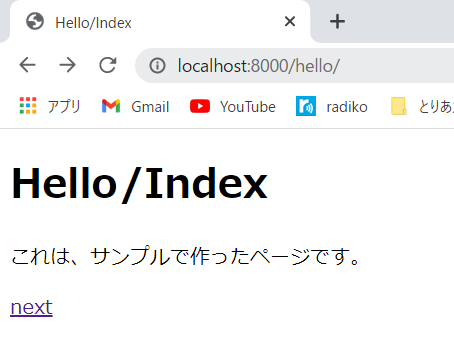 Hello/Index
localhost:8000/hello/
アプリ Gmail YouTube radiko とりあ
Hello/Index
これは、サンプルで作ったページです。
next